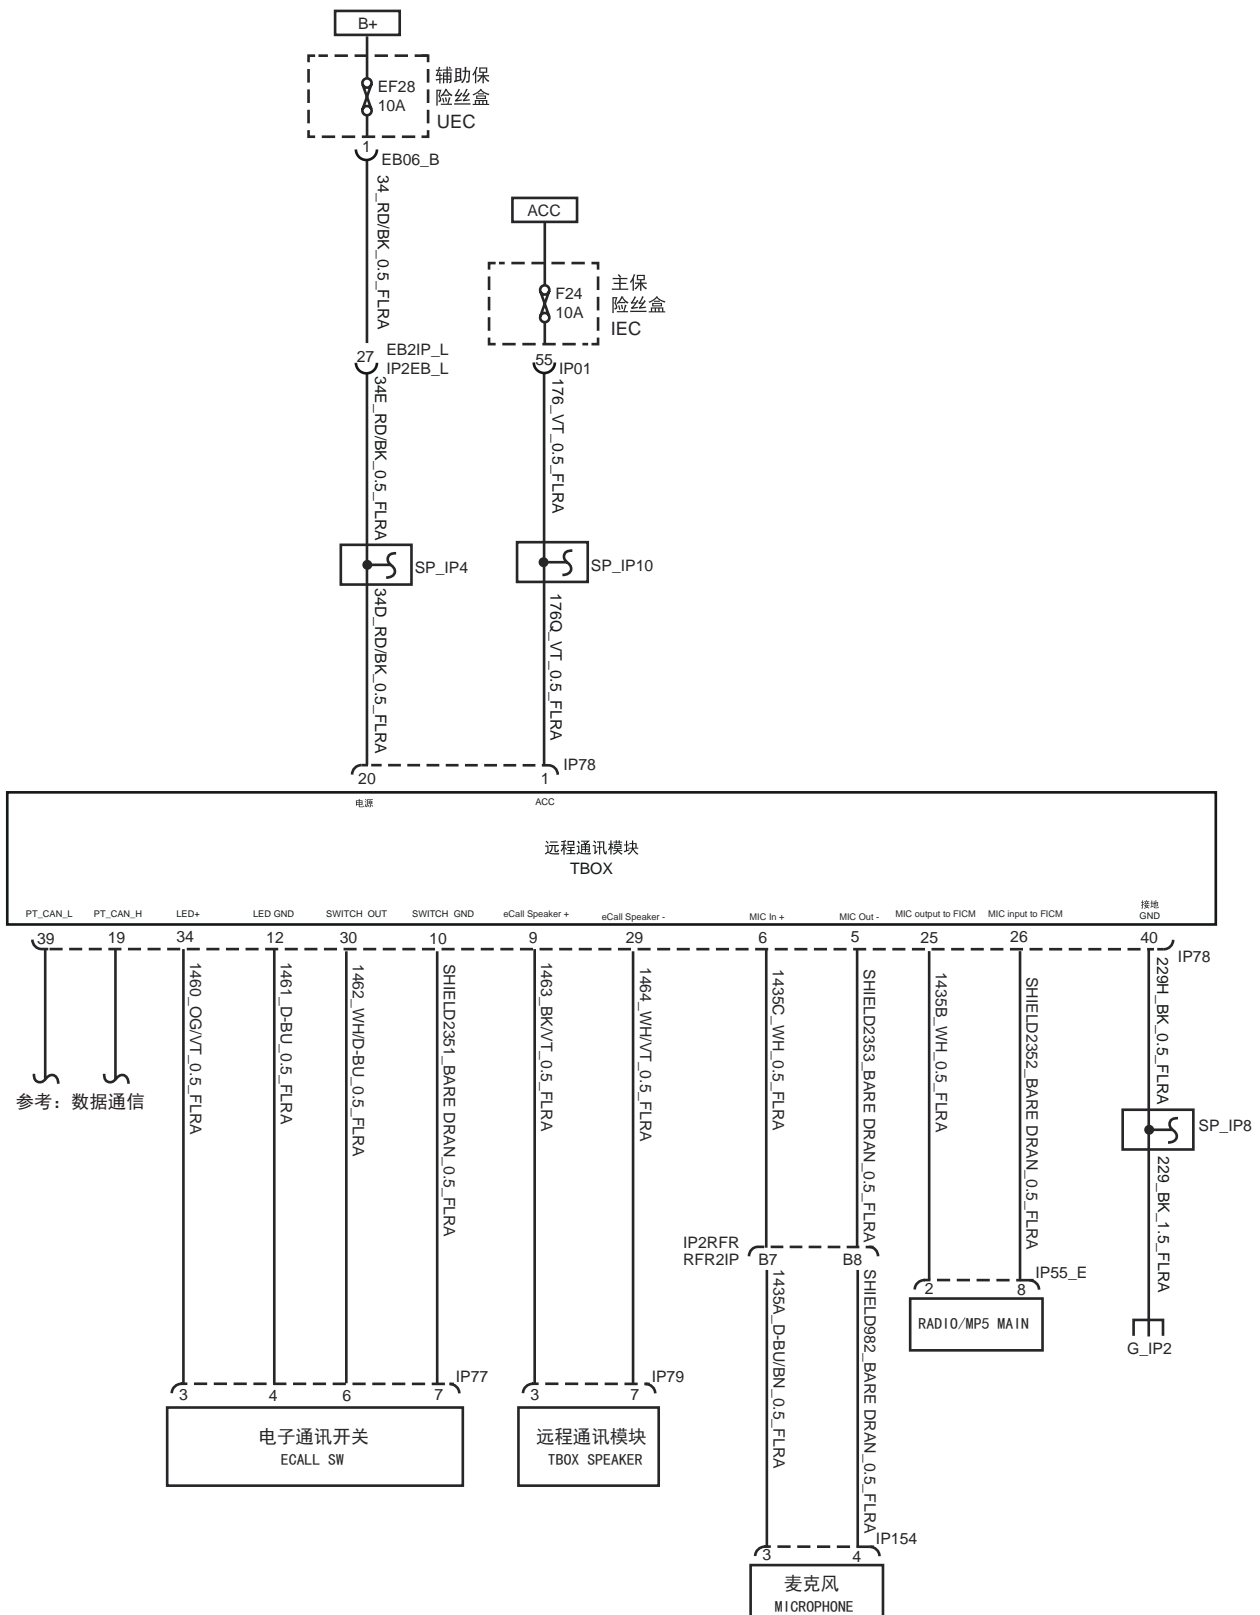 B+
EF28
10A
辅助保
险丝盒
UEC
1
EB06_B
34_RD/BK_0.5_FLRA
ACC
F24
10A
主保
险丝盒
IEC
27
EB2IP_L
IP2EB_L
55
IP01
34E_RD/BK_0.5_FLRA
176_VT_0.5_FLRA
SP_IP4
SP_IP10
34D_RD/BK_0.5_FLRA
176Q_VT_0.5_FLRA
IP78
20
1
电源
ACC
远程通讯模块
TBOX
PT_CAN_L
PT_CAN_H
LED+
LED GND
SWITCH OUT
SWITCH GND
eCall Speaker +
eCall Speaker -
MIC In +
MIC Out -
MIC output to FICM
MIC input to FICM
接地
GND
39
19
34
12
30
10
9
29
6
5
25
26
40
IP78
1460_OG/VT_0.5_FLRA
1461_D-BU_0.5_FLRA
1462_WH/D-BU_0.5_FLRA
SHIELD2351_BARE DRAN_0.5_FLRA
1463_BK/VT_0.5_FLRA
1464_WH/VT_0.5_FLRA
1435C_WH_0.5_FLRA
SHIELD2353_BARE DRAN_0.5_FLRA
1435B_WH_0.5_FLRA
SHIELD2352_BARE DRAN_0.5_FLRA
229H_BK_0.5_FLRA
参考：数据通信
SP_IP8
229_BK_1.5_FLRA
IP2RFR
RFR2IP
B7
B8
IP55_E
2
8
RADIO/MP5 MAIN
G_IP2
1435A_D-BU/BN_0.5_FLRA
SHIELD982_BARE DRAN_0.5_FLRA
IP77
3
4
6
7
电子通讯开关
ECALL SW
IP79
3
7
远程通讯模块
TBOX SPEAKER
IP154
3
4
麦克风
MICROPHONE